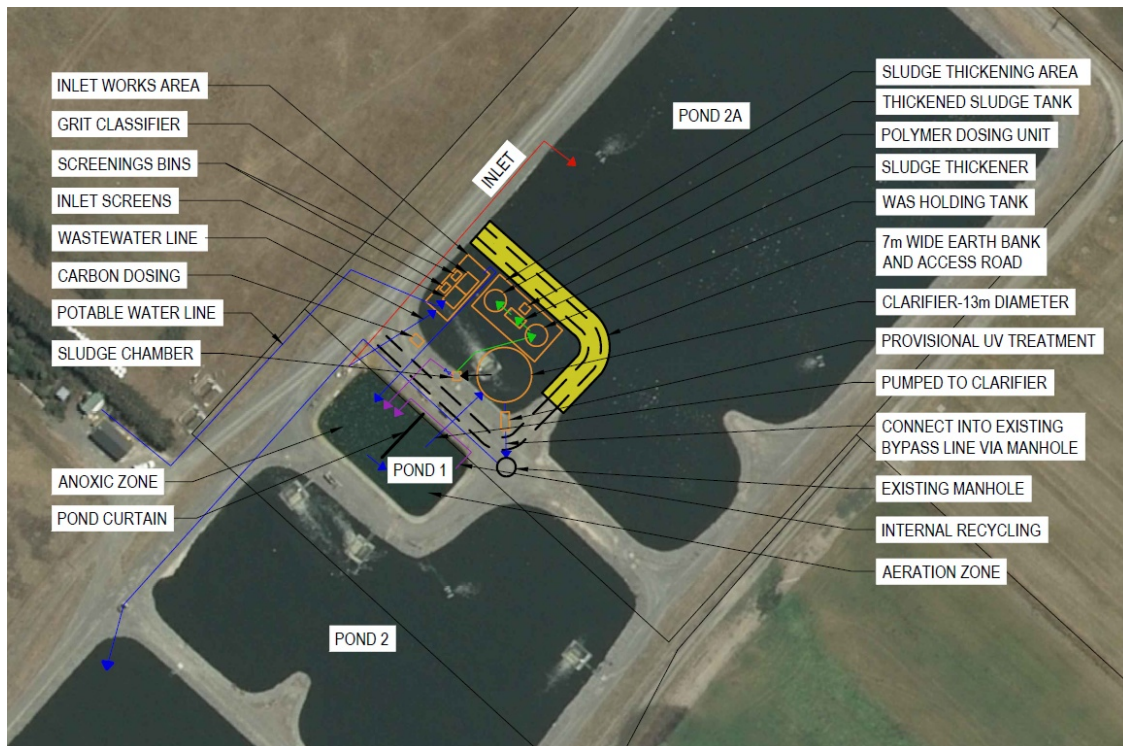 INLET WORKS AREA
GRIT CLASSIFIER
SCREENINGS BINS
INLET SCREENS
WASTEWATER LINE
CARBON DOSING
POTABLE WATER LINE
SLUDGE CHAMBER
ANOXIC ZONE
POND CURTAIN
INLET
POND 2A
POND 1
POND 2
SLUDGE THICKENING AREA
THICKENED SLUDGE TANK
POLYMER DOSING UNIT
SLUDGE THICKENER
WAS HOLDING TANK
7m WIDE EARTH BANK
AND ACCESS ROAD
CLARIFIER-13m DIAMETER
PROVISIONAL UV TREATMENT
PUMPED TO CLARIFIER
CONNECT INTO EXISTING
BYPASS LINE VIA MANHOLE
EXISTING MANHOLE
INTERNAL RECYCLING
AERATION ZONE